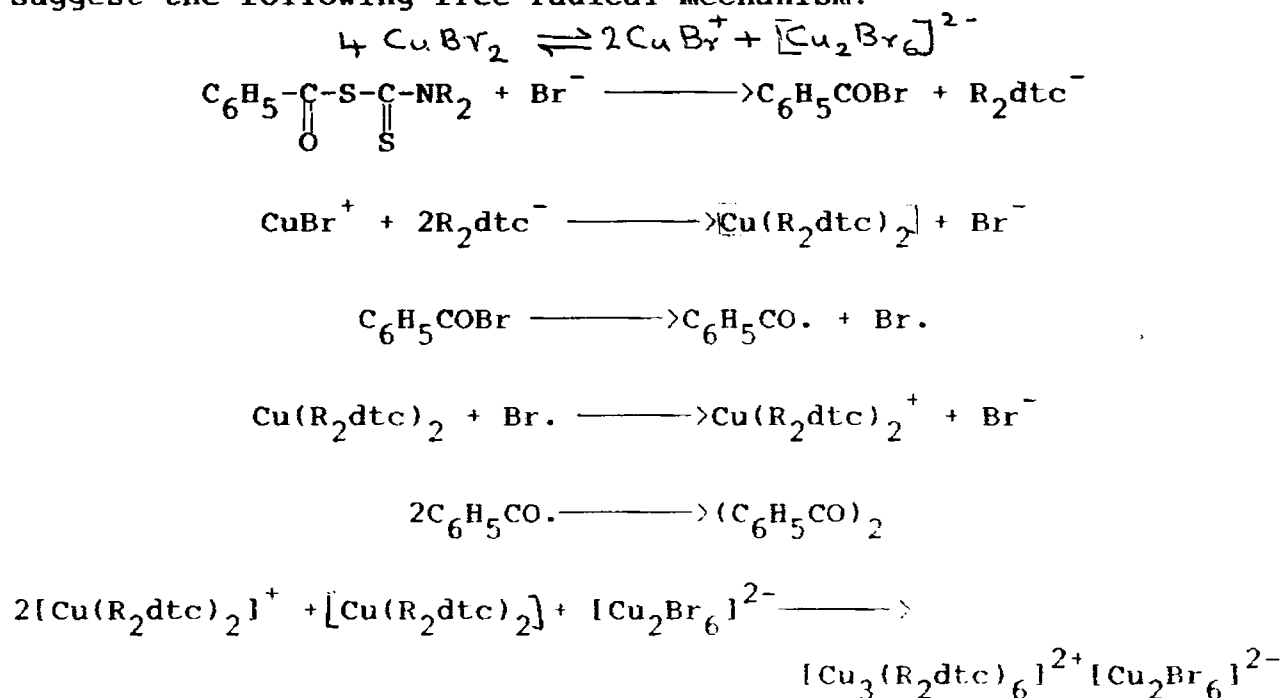 suggest the following free radical mechanism.
4 CuBr₂ ⇌ 2CuBr⁺ + [Cu₂Br₆]²⁻
C₆H₅-C-S-C-NR₂ + Br⁻ ———>C₆H₅COBr + R₂dtc⁻
O S
CuBr⁺ + 2R₂dtc⁻ ———>[Cu(R₂dtc)₂] + Br⁻
C₆H₅COBr ———>C₆H₅CO. + Br.
Cu(R₂dtc)₂ + Br. ———>Cu(R₂dtc)₂⁺ + Br⁻
2C₆H₅CO.———>(C₆H₅CO)₂
2[Cu(R₂dtc)₂]⁺ +[Cu(R₂dtc)₂] + [Cu₂Br₆]²⁻———>
[Cu₃(R₂dtc)₆]²⁺[Cu₂Br₆]²⁻